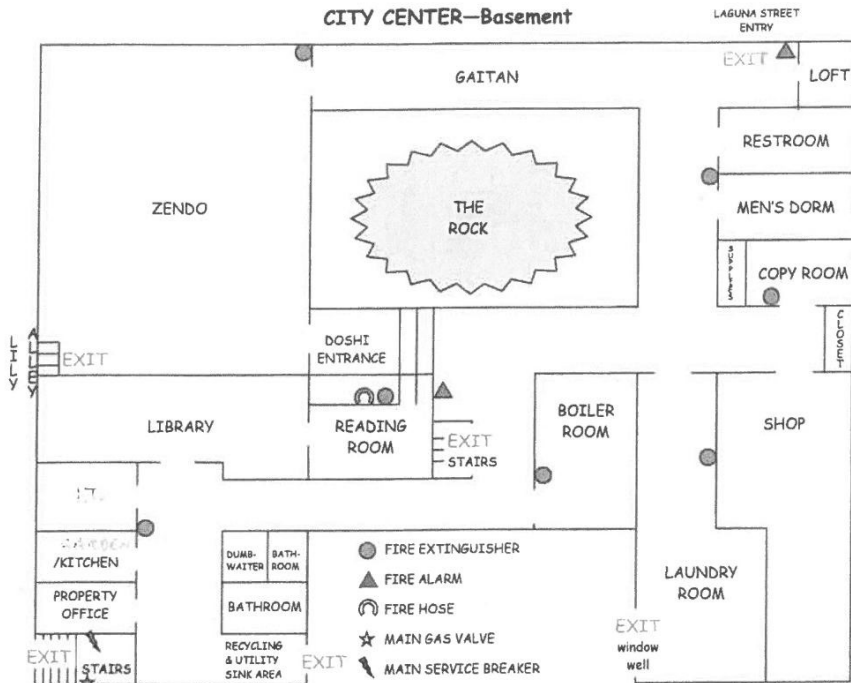 CITY CENTER—Basement
LAGUNA STREET
ENTRY
EXIT
LOFT
GAITAN
RESTROOM
ZENDO
THE
ROCK
MEN'S DORM
SUPPLIES
COPY ROOM
CLOSET
LILY
ALLEY
EXIT
DOSHI
ENTRANCE
LIBRARY
READING
ROOM
EXIT
STAIRS
BOILER
ROOM
SHOP
I.T.
GARDEN
/KITCHEN
DUMB-
WAITER
BATH-
ROOM
FIRE EXTINGUISHER
FIRE ALARM
FIRE HOSE
MAIN GAS VALVE
MAIN SERVICE BREAKER
LAUNDRY
ROOM
PROPERTY
OFFICE
BATHROOM
EXIT
STAIRS
RECYCLING
& UTILITY
SINK AREA
EXIT
EXIT
window
well